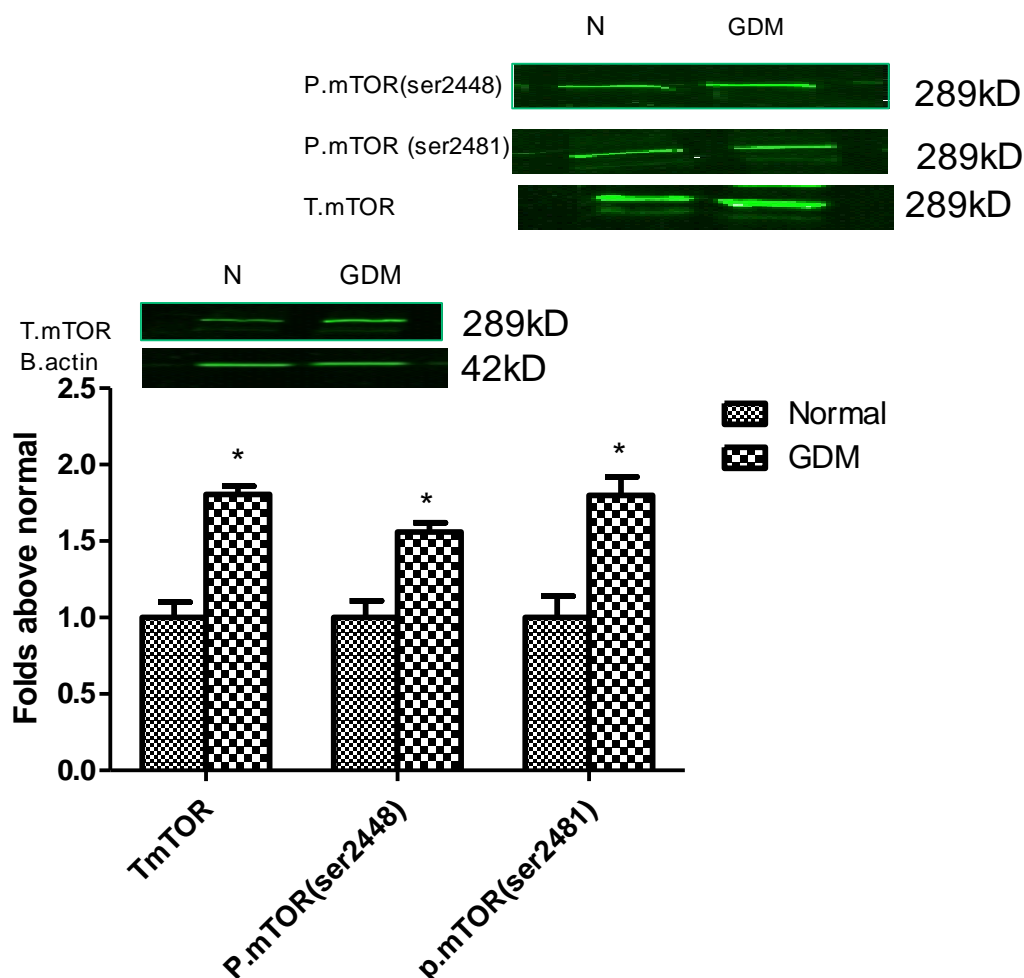 N GDM
P.mTOR(ser2448) 289kD
P.mTOR (ser2481) 289kD
T.mTOR 289kD
N GDM
T.mTOR 289kD
B.actin 42kD
2.5
2.0
1.5
1.0
0.5
0.0
Folds above normal
Normal
GDM
*
*
*
TmTOR
P.mTOR(ser2448)
p.mTOR(ser2481)